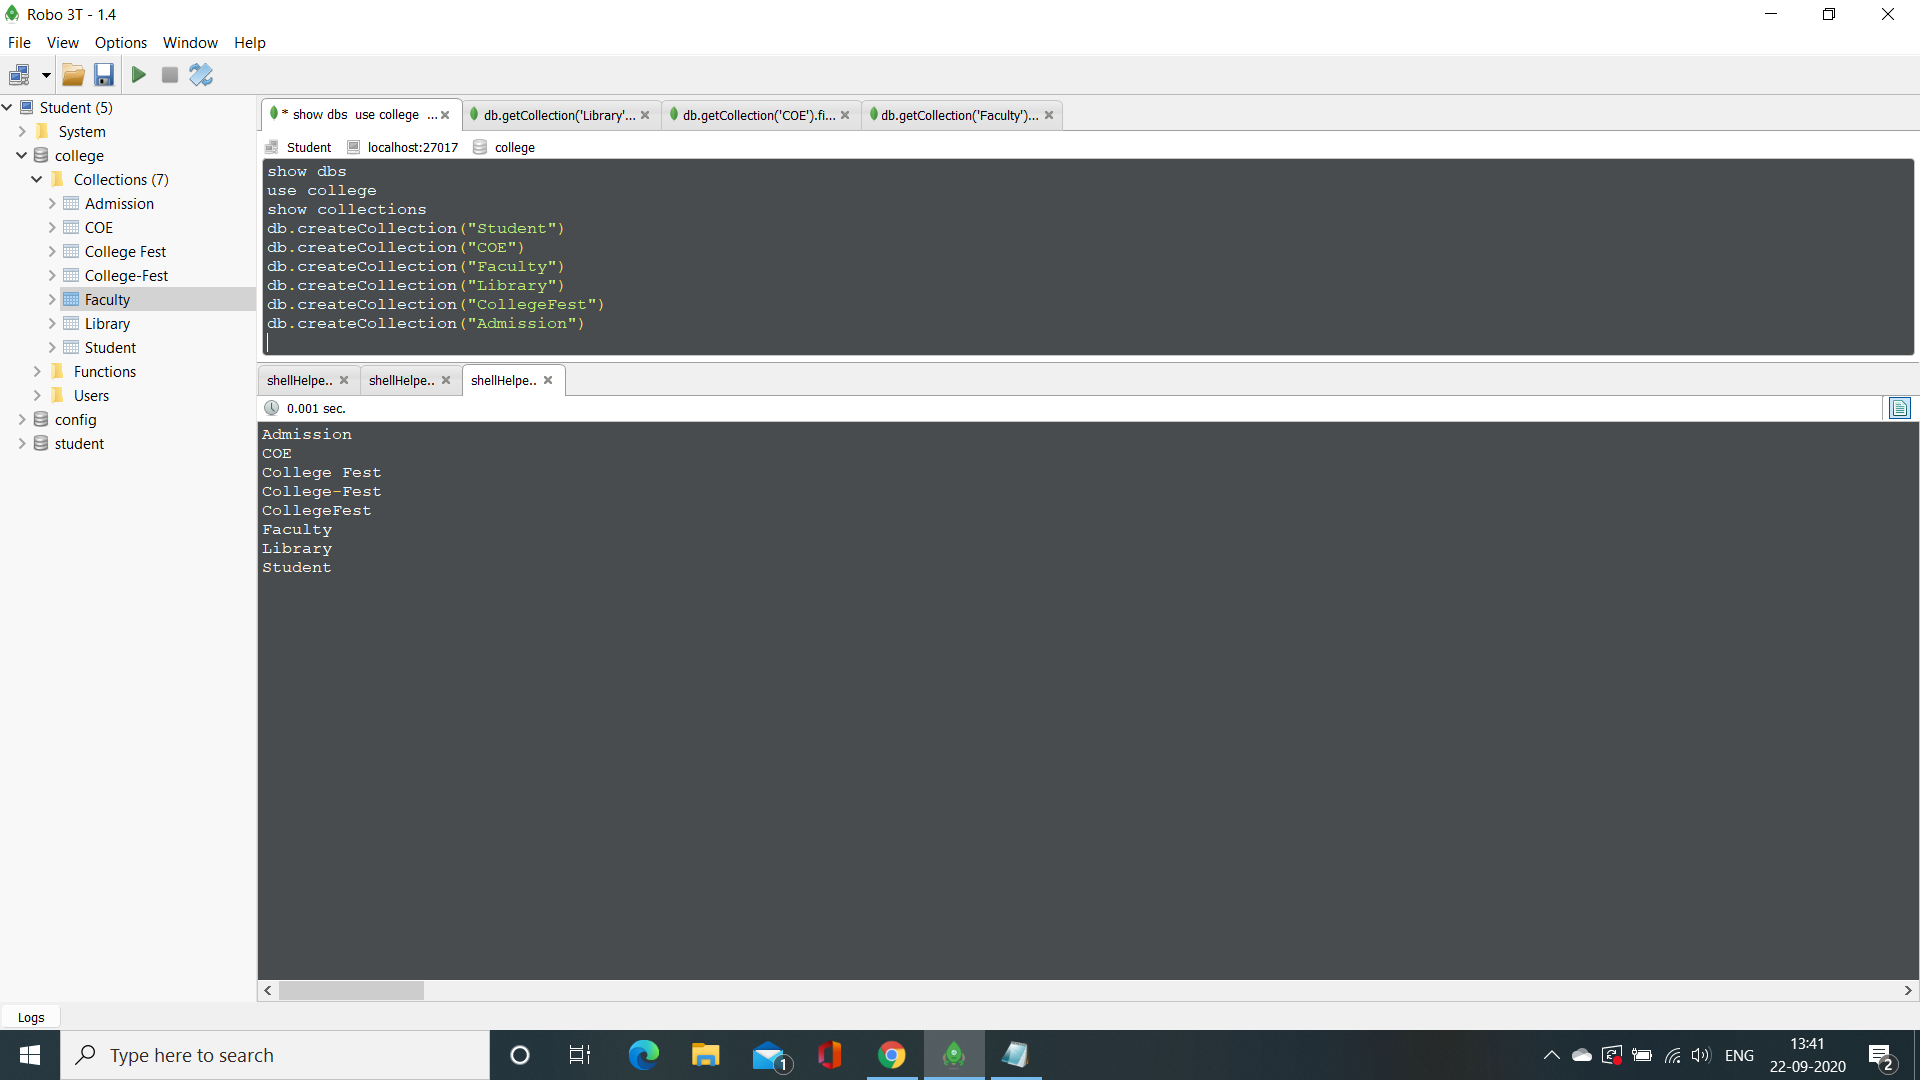 Robo 3T - 1.4
File View Options Window Help
Student (5)
System
college
Collections (7)
Admission
COE
College Fest
College-Fest
Faculty
Library
Student
Functions
Users
config
student
* show dbs  use college  ...
db.getCollection('Library'...
db.getCollection('COE').fi...
db.getCollection('Faculty')...
Student localhost:27017 college
show dbs
use college
show collections
db.createCollection("Student")
db.createCollection("COE")
db.createCollection("Faculty")
db.createCollection("Library")
db.createCollection("CollegeFest")
db.createCollection("Admission")
shellHelpe.. shellHelpe.. shellHelpe..
0.001 sec.
Admission
COE
College Fest
College-Fest
CollegeFest
Faculty
Library
Student
Logs
Type here to search
1
ENG
13:41
22-09-2020
2